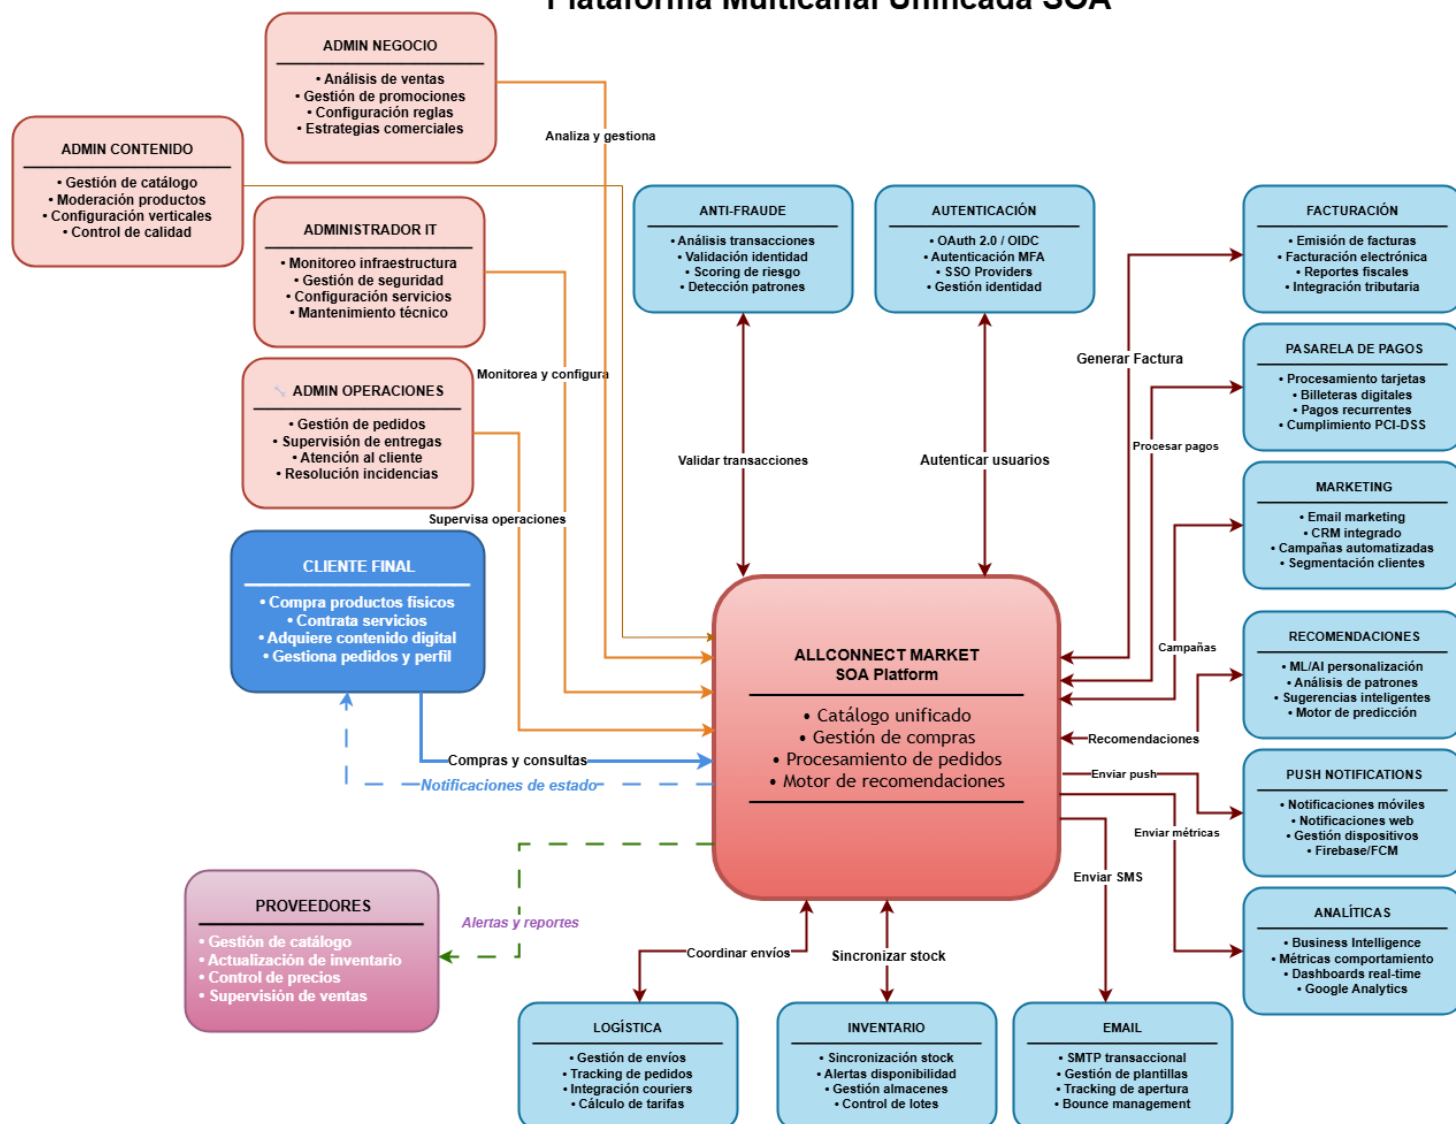 Plataforma Multicanal Unificada SOA
ADMIN NEGOCIO
• Análisis de ventas
• Gestión de promociones
• Configuración reglas
• Estrategias comerciales
ADMIN CONTENIDO
• Gestión de catálogo
• Moderación productos
• Configuración verticales
• Control de calidad
Analiza y gestiona
ADMINISTRADOR IT
• Monitoreo infraestructura
• Gestión de seguridad
• Configuración servicios
• Mantenimiento técnico
Monitorea y configura
ADMIN OPERACIONES
• Gestión de pedidos
• Supervisión de entregas
• Atención al cliente
• Resolución incidencias
Supervisa operaciones
CLIENTE FINAL
• Compra productos físicos
• Contrata servicios
• Adquiere contenido digital
• Gestiona pedidos y perfil
Compras y consultas
Notificaciones de estado
PROVEEDORES
• Gestión de catálogo
• Actualización de inventario
• Control de precios
• Supervisión de ventas
Alertas y reportes
ANTI-FRAUDE
• Análisis transacciones
• Validación identidad
• Scoring de riesgo
• Detección patrones
Validar transacciones
AUTENTICACIÓN
• OAuth 2.0 / OIDC
• Autenticación MFA
• SSO Providers
• Gestión identidad
Autenticar usuarios
ALLCONNECT MARKET
SOA Platform
• Catálogo unificado
• Gestión de compras
• Procesamiento de pedidos
• Motor de recomendaciones
FACTURACIÓN
• Emisión de facturas
• Facturación electrónica
• Reportes fiscales
• Integración tributaria
Generar Factura
PASARELA DE PAGOS
• Procesamiento tarjetas
• Billeteras digitales
• Pagos recurrentes
• Cumplimiento PCI-DSS
Procesar pagos
MARKETING
• Email marketing
• CRM integrado
• Campañas automatizadas
• Segmentación clientes
Campañas
RECOMENDACIONES
• ML/AI personalización
• Análisis de patrones
• Sugerencias inteligentes
• Motor de predicción
Recomendaciones
PUSH NOTIFICATIONS
• Notificaciones móviles
• Notificaciones web
• Gestión dispositivos
• Firebase/FCM
Enviar push
ANALÍTICAS
• Business Intelligence
• Métricas comportamiento
• Dashboards real-time
• Google Analytics
Enviar métricas
Enviar SMS
Coordinar envíos
Sincronizar stock
LOGÍSTICA
• Gestión de envíos
• Tracking de pedidos
• Integración couriers
• Cálculo de tarifas
INVENTARIO
• Sincronización stock
• Alertas disponibilidad
• Gestión almacenes
• Control de lotes
EMAIL
• SMTP transaccional
• Gestión de plantillas
• Tracking de apertura
• Bounce management